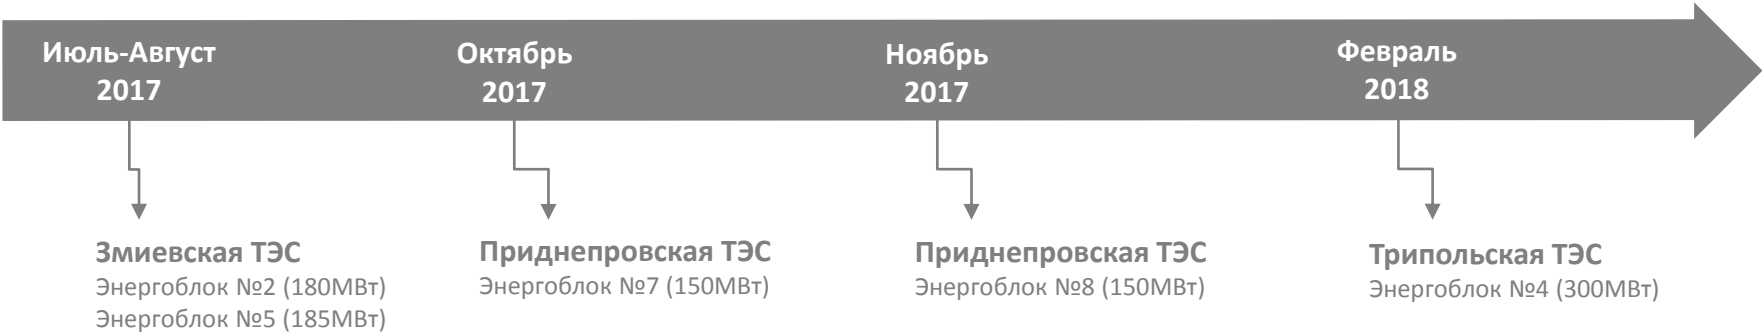 Июль-Август
2017
Октябрь
2017
Ноябрь
2017
Февраль
2018
Змиевская ТЭС
Энергоблок №2 (180МВт)
Энергоблок №5 (185МВт)
Приднепровская ТЭС
Энергоблок №7 (150МВт)
Приднепровская ТЭС
Энергоблок №8 (150МВт)
Трипольская ТЭС
Энергоблок №4 (300МВт)